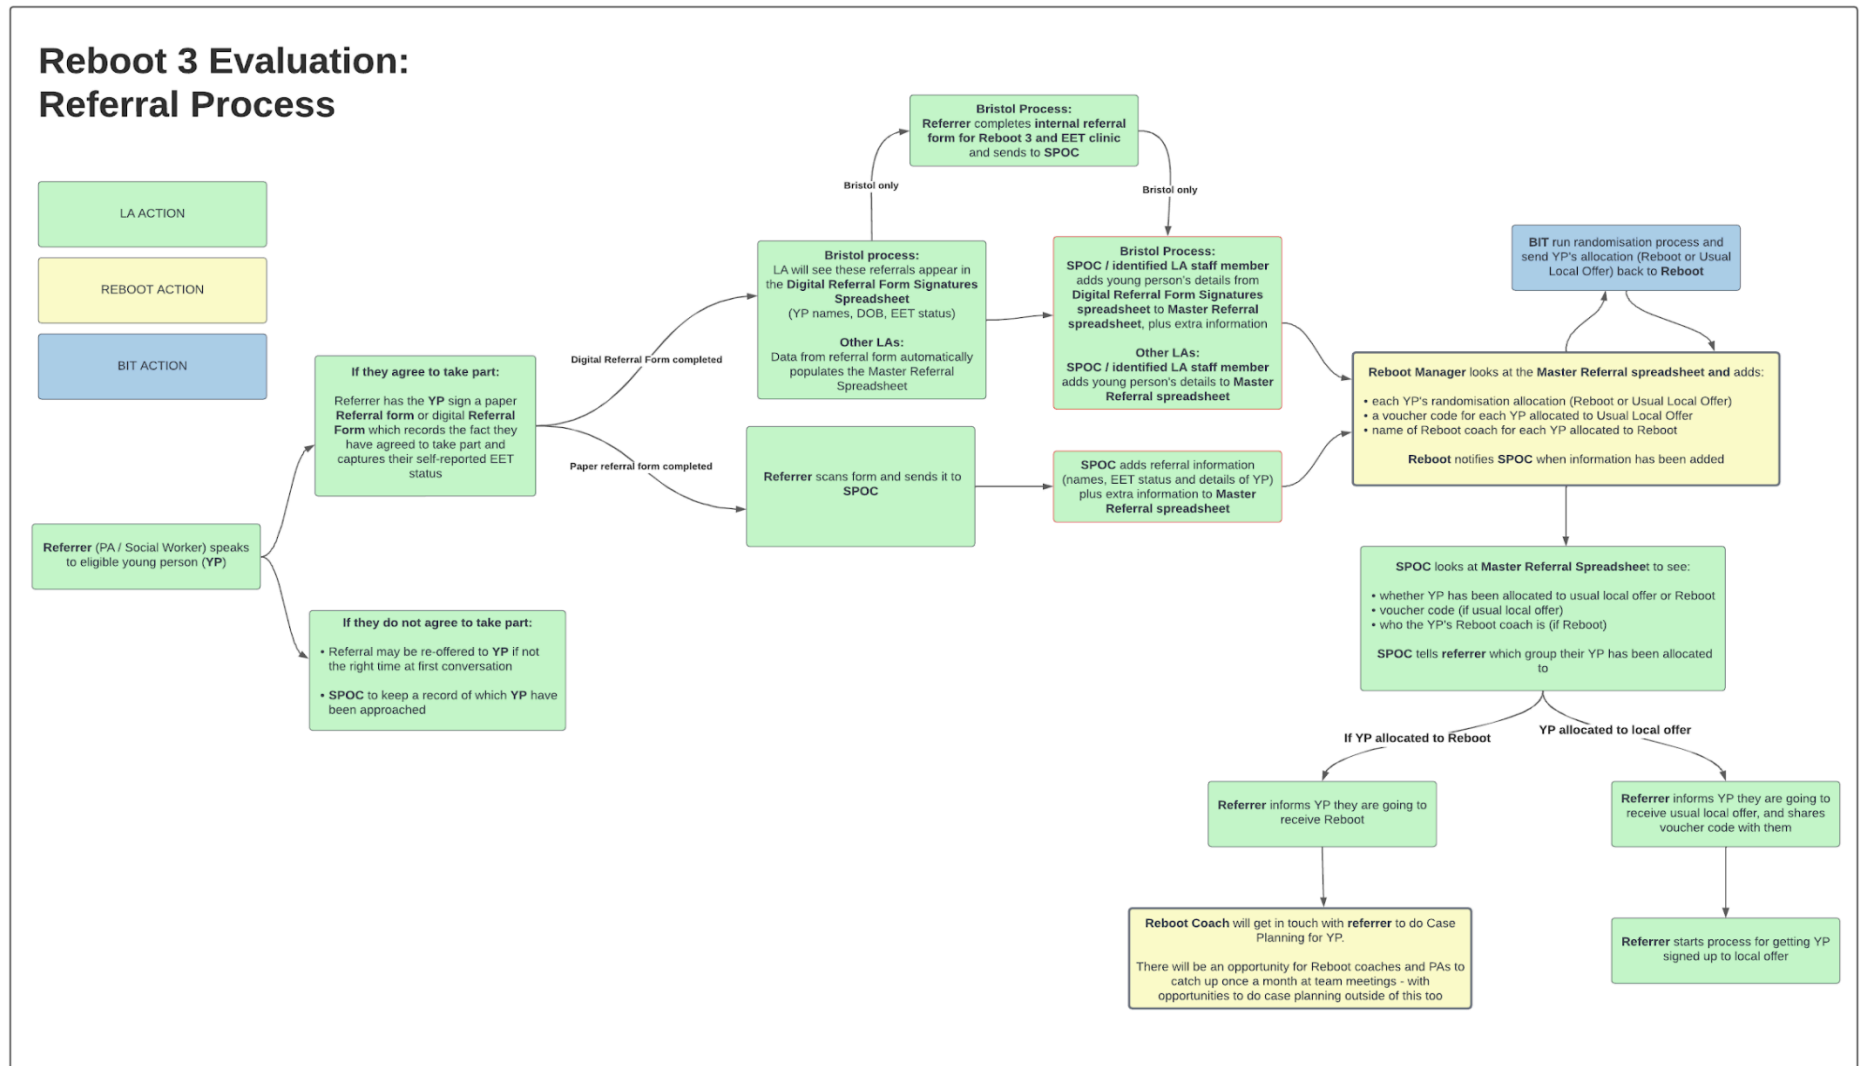 Reboot 3 Evaluation:
Referral Process
LA ACTION
REBOOT ACTION
BIT ACTION
Referrer (PA / Social Worker) speaks
to eligible young person (YP)
If they agree to take part:
Referrer has the YP sign a paper
Referral form or digital Referral
Form which records the fact they
have agreed to take part and
captures their self-reported EET
status
If they do not agree to take part:
• Referral may be re-offered to YP if not
the right time at first conversation
• SPOC to keep a record of which YP have
been approached
Digital Referral Form completed
Paper referral form completed
Bristol process:
LA will see these referrals appear in
the Digital Referral Form Signatures
Spreadsheet
(YP names, DOB, EET status)
Other LAs:
Data from referral form automatically
populates the Master Referral
Spreadsheet
Referrer scans form and sends it to
SPOC
Bristol only
Bristol Process:
Referrer completes internal referral
form for Reboot 3 and EET clinic
and sends to SPOC
Bristol only
Bristol Process:
SPOC / identified LA staff member
adds young person's details from
Digital Referral Form Signatures
spreadsheet to Master Referral
spreadsheet, plus extra information
Other LAs:
SPOC / identified LA staff member
adds young person's details to Master
Referral spreadsheet
SPOC adds referral information
(names, EET status and details of YP)
plus extra information to Master
Referral spreadsheet
BIT run randomisation process and
send YP's allocation (Reboot or Usual
Local Offer) back to Reboot
Reboot Manager looks at the Master Referral spreadsheet and adds:
• each YP's randomisation allocation (Reboot or Usual Local Offer)
• a voucher code for each YP allocated to Usual Local Offer
• name of Reboot coach for each YP allocated to Reboot
Reboot notifies SPOC when information has been added
SPOC looks at Master Referral Spreadsheet to see:
• whether YP has been allocated to usual local offer or Reboot
• voucher code (if usual local offer)
• who the YP's Reboot coach is (if Reboot)
SPOC tells referrer which group their YP has been allocated
to
If YP allocated to Reboot
YP allocated to local offer
Referrer informs YP they are going to
receive Reboot
Referrer informs YP they are going to
receive usual local offer, and shares
voucher code with them
Reboot Coach will get in touch with referrer to do Case
Planning for YP.
There will be an opportunity for Reboot coaches and PAs to
catch up once a month at team meetings - with
opportunities to do case planning outside of this too
Referrer starts process for getting YP
signed up to local offer